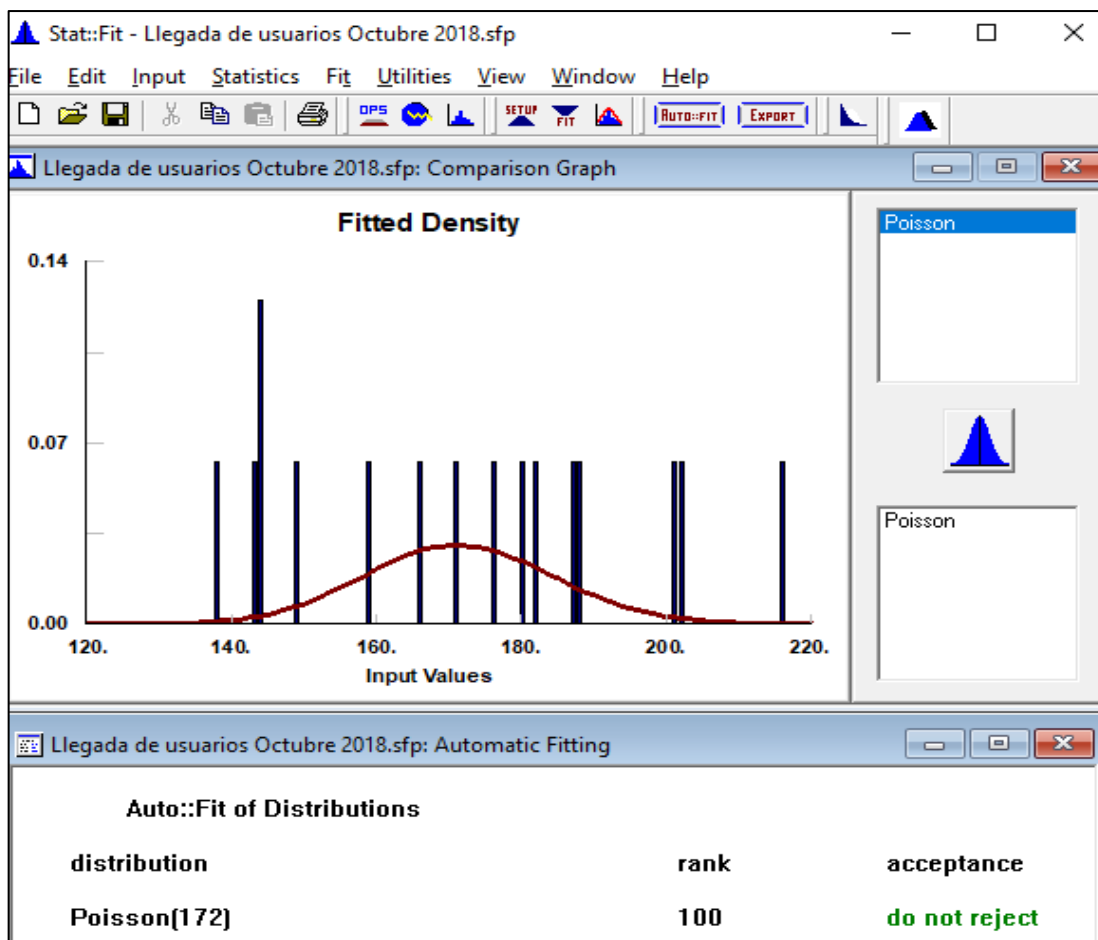 Stat::Fit - Llegada de usuarios Octubre 2018.sfp
File Edit Input Statistics Fit Utilities View Window Help
OPS SETUP FIT AUTO::FIT EXPORT
Llegada de usuarios Octubre 2018.sfp: Comparison Graph
Fitted Density
Poisson
0.14
0.07
0.00
120. 140. 160. 180. 200. 220.
Input Values
Poisson
Llegada de usuarios Octubre 2018.sfp: Automatic Fitting
Auto::Fit of Distributions
distribution rank acceptance
Poisson(172) 100 do not reject